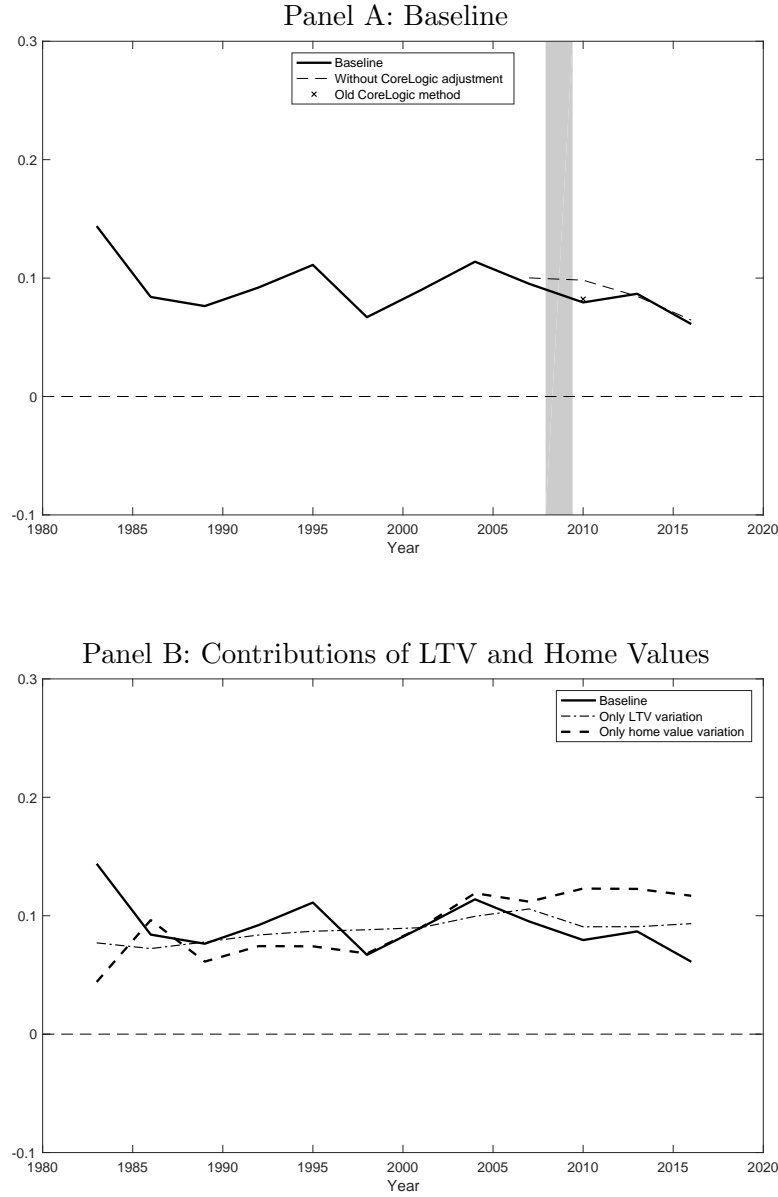 Panel A: Baseline
0.3
Baseline
Without CoreLogic adjustment
Old CoreLogic method
0.2
0.1
0
-0.1
1980 1985 1990 1995 2000 2005 2010 2015 2020
Year
Panel B: Contributions of LTV and Home Values
0.3
Baseline
Only LTV variation
Only home value variation
0.2
0.1
0
-0.1
1980 1985 1990 1995 2000 2005 2010 2015 2020
Year